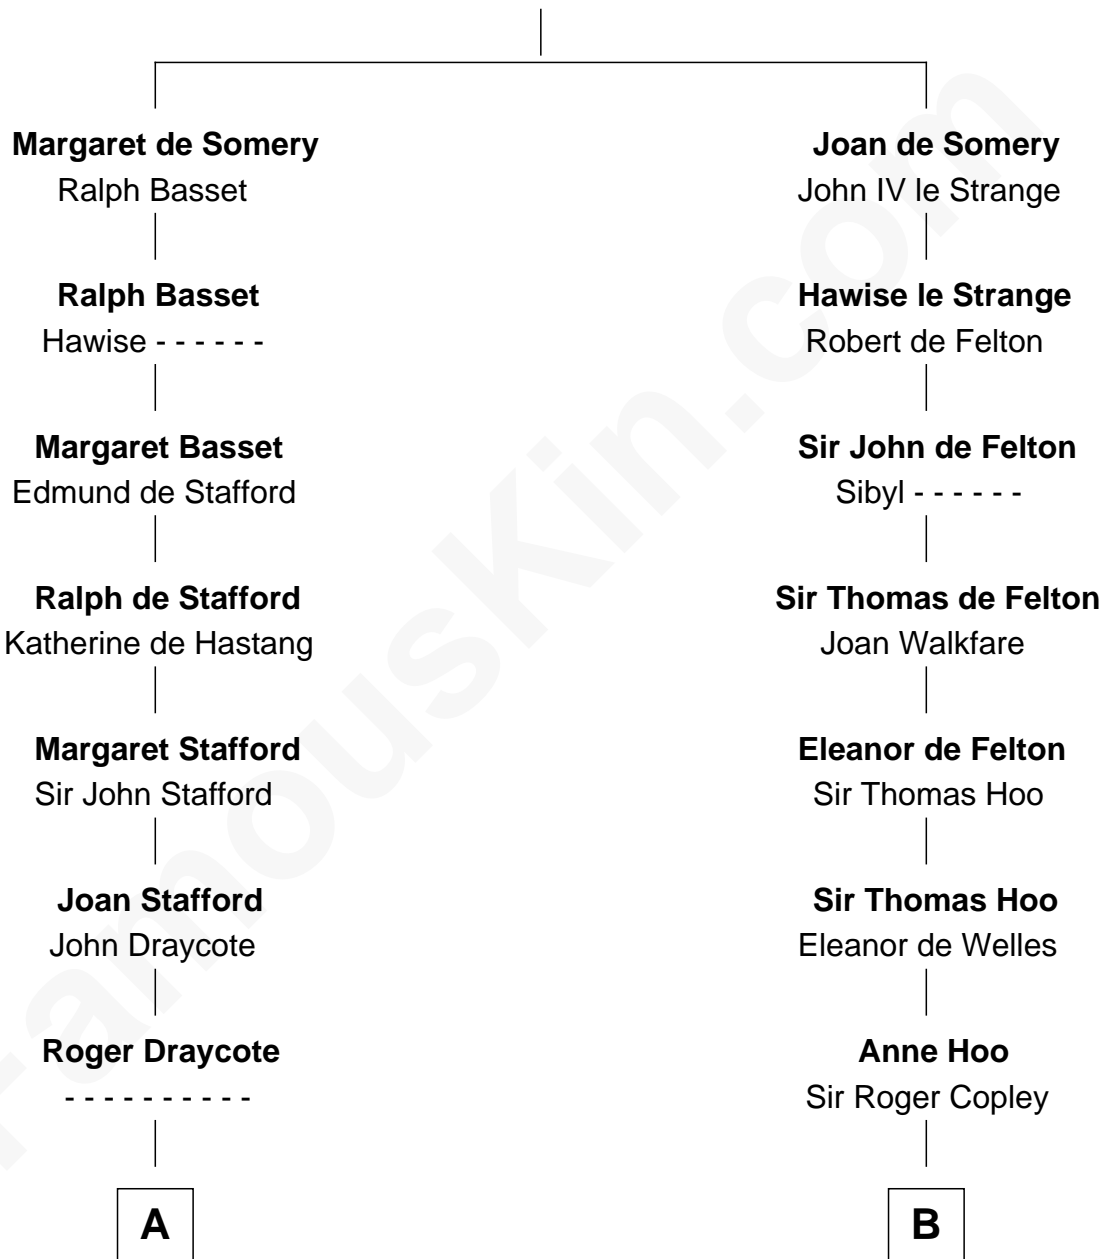 Margaret de Somery
Ralph Basset
Ralph Basset
Hawise - - - - - -
Margaret Basset
Edmund de Stafford
Ralph de Stafford
Katherine de Hastang
Margaret Stafford
Sir John Stafford
Joan Stafford
John Draycote
Roger Draycote
- - - - - - - - - -
A
Joan de Somery
John IV le Strange
Hawise le Strange
Robert de Felton
Sir John de Felton
Sibyl - - - - - -
Sir Thomas de Felton
Joan Walkfare
Eleanor de Felton
Sir Thomas Hoo
Sir Thomas Hoo
Eleanor de Welles
Anne Hoo
Sir Roger Copley
B
FamousKin.com